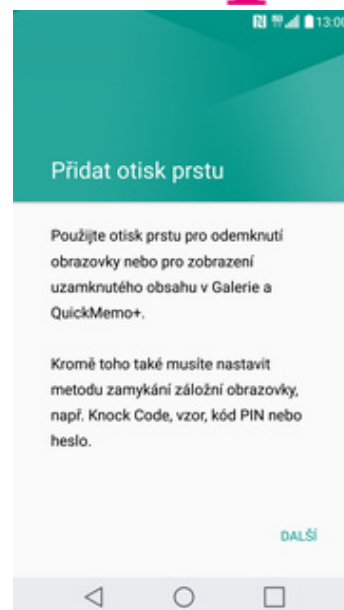 13:00
Přidat otisk prstu
Použijte otisk prstu pro odemknutí
obrazovky nebo pro zobrazení
uzamknutého obsahu v Galerie a
QuickMemo+.
Kromě toho také musíte nastavit
metodu zamykání záložní obrazovky,
např. Knock Code, vzor, kód PIN nebo
heslo.
DALŠÍ